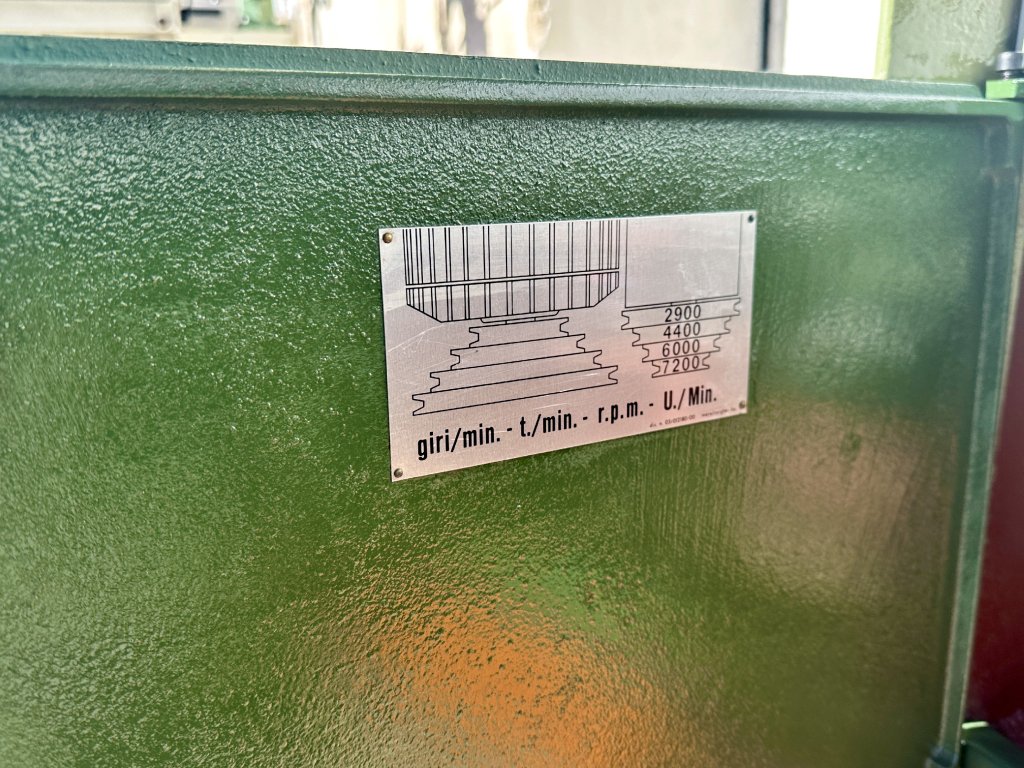 2900
4400
6000
7200
giri/min. - t./min. - r.p.m. - U./Min.